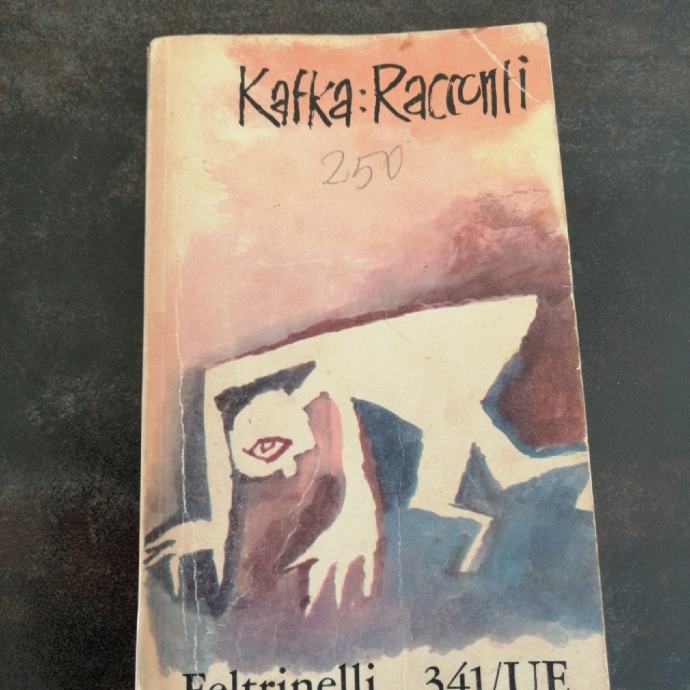 Kafka: Racconti
250
Feltrinelli 341/UE